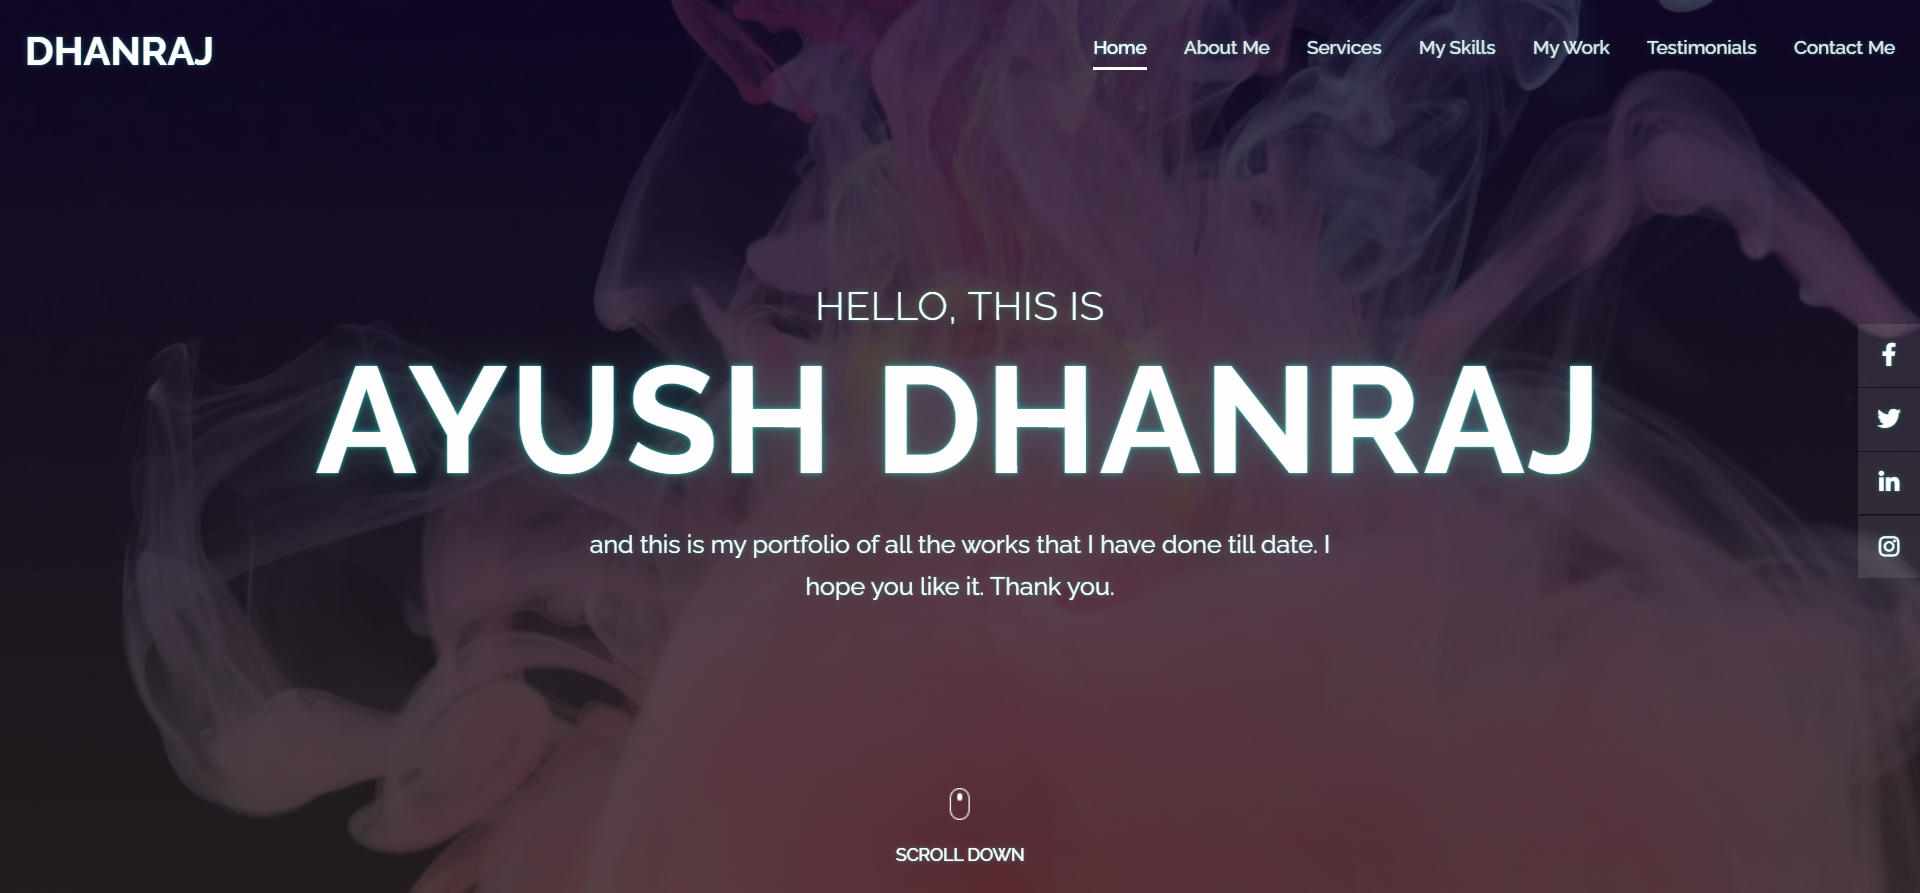 DHANRAJ
Home About Me Services My Skills My Work Testimonials Contact Me
HELLO, THIS IS
AYUSH DHANRAJ
and this is my portfolio of all the works that I have done till date. I
hope you like it. Thank you.
SCROLL DOWN